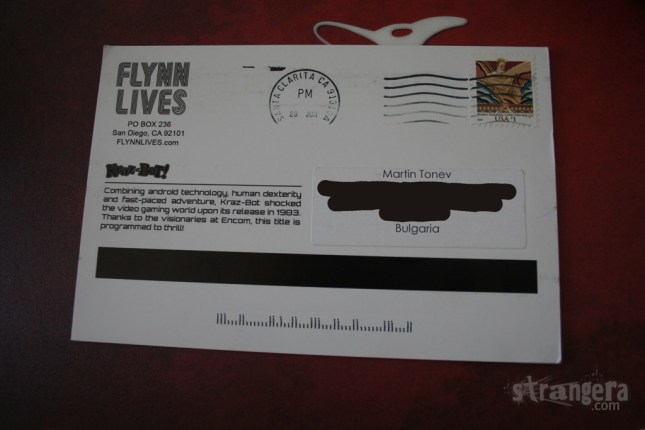 FLYNN
LIVES
PO BOX 236
San Diego, CA 92101
FLYNNLIVES.com
SANTA CLARITA CA
PM
Kraz-Bot!
Combining android technology, human dexterity
and fast-paced adventure, Kraz-Bot shocked
the video gaming world upon its release in 1983.
Thanks to the visionaries at Encom, this title is
programmed to thrill!
Martin Tonev
Bulgaria
strangera
.com